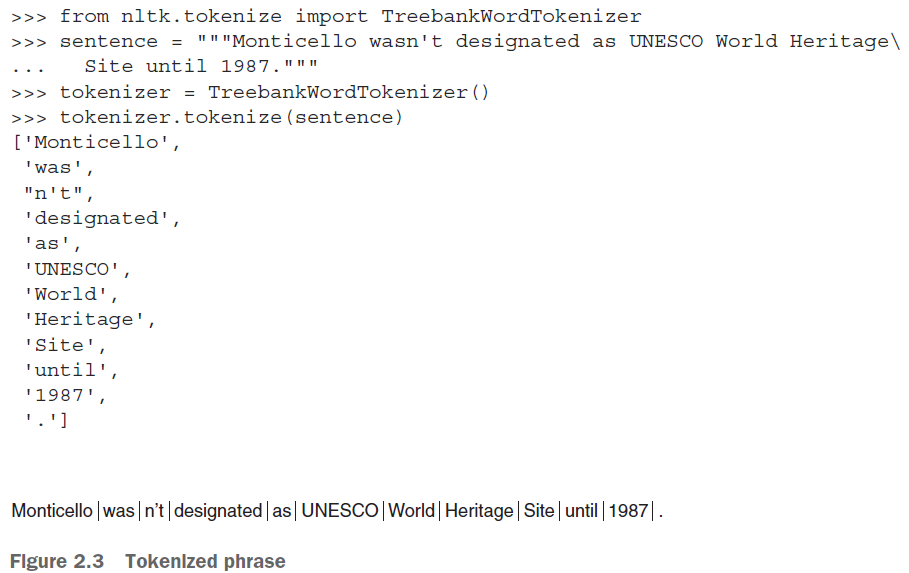 >>> from nltk.tokenize import TreebankWordTokenizer
>>> sentence = """Monticello wasn't designated as UNESCO World Heritage\
...   Site until 1987."""
>>> tokenizer = TreebankWordTokenizer()
>>> tokenizer.tokenize(sentence)
['Monticello',
 'was',
 "n't",
 'designated',
 'as',
 'UNESCO',
 'World',
 'Heritage',
 'Site',
 'until',
 '1987',
 '.']
Monticello|was|n’t|designated|as|UNESCO|World|Heritage|Site|until|1987|.
Figure 2.3 Tokenized phrase